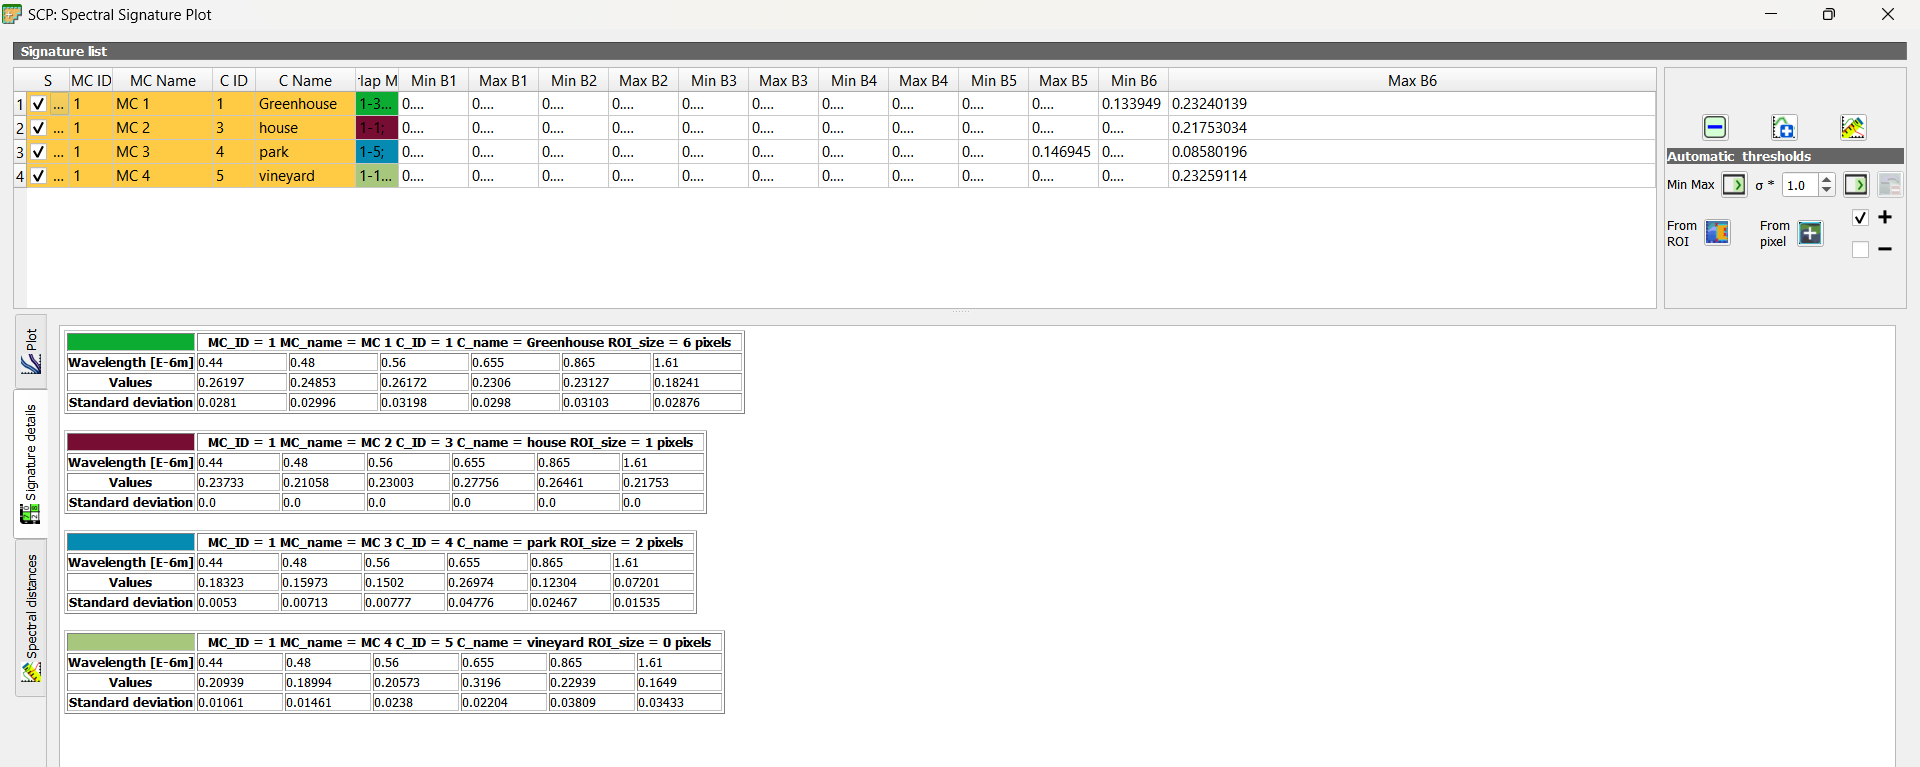 SCP: Spectral Signature Plot
Signature list
S MC ID MC Name C ID C Name rlap M Min B1 Max B1 Min B2 Max B2 Min B3 Max B3 Min B4 Max B4 Min B5 Max B5 Min B6 Max B6
1 ... 1 MC 1 1 Greenhouse 1-3... 0.... 0.... 0.... 0.... 0.... 0.... 0.... 0.... 0.... 0.... 0.133949 0.23240139
2 ... 1 MC 2 3 house 1-1; 0.... 0.... 0.... 0.... 0.... 0.... 0.... 0.... 0.... 0.... 0.... 0.21753034
3 ... 1 MC 3 4 park 1-5; 0.... 0.... 0.... 0.... 0.... 0.... 0.... 0.... 0.... 0.146945 0.... 0.08580196
4 ... 1 MC 4 5 vineyard 1-1... 0.... 0.... 0.... 0.... 0.... 0.... 0.... 0.... 0.... 0.... 0.... 0.23259114
Automatic thresholds
Min Max σ * 1.0
From ROI From pixel
Plot
Signature details
Spectral distances
MC_ID = 1 MC_name = MC 1 C_ID = 1 C_name = Greenhouse ROI_size = 6 pixels
Wavelength [E-6m] 0.44 0.48 0.56 0.655 0.865 1.61
Values 0.26197 0.24853 0.26172 0.2306 0.23127 0.18241
Standard deviation 0.0281 0.02996 0.03198 0.0298 0.03103 0.02876
MC_ID = 1 MC_name = MC 2 C_ID = 3 C_name = house ROI_size = 1 pixels
Wavelength [E-6m] 0.44 0.48 0.56 0.655 0.865 1.61
Values 0.23733 0.21058 0.23003 0.27756 0.26461 0.21753
Standard deviation 0.0 0.0 0.0 0.0 0.0 0.0
MC_ID = 1 MC_name = MC 3 C_ID = 4 C_name = park ROI_size = 2 pixels
Wavelength [E-6m] 0.44 0.48 0.56 0.655 0.865 1.61
Values 0.18323 0.15973 0.1502 0.26974 0.12304 0.07201
Standard deviation 0.0053 0.00713 0.00777 0.04776 0.02467 0.01535
MC_ID = 1 MC_name = MC 4 C_ID = 5 C_name = vineyard ROI_size = 0 pixels
Wavelength [E-6m] 0.44 0.48 0.56 0.655 0.865 1.61
Values 0.20939 0.18994 0.20573 0.3196 0.22939 0.1649
Standard deviation 0.01061 0.01461 0.0238 0.02204 0.03809 0.03433